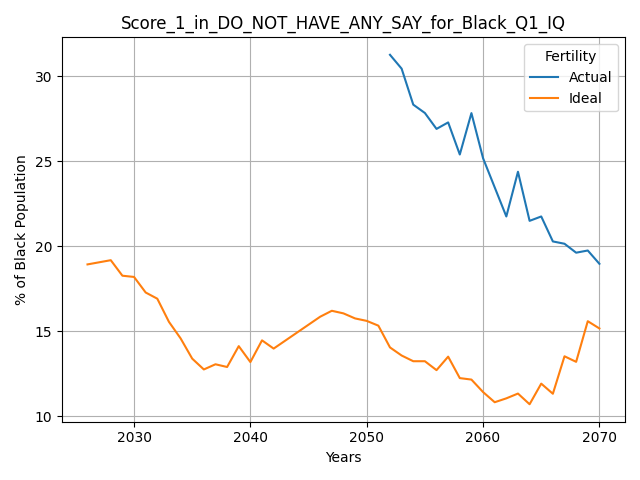 Score_1_in_DO_NOT_HAVE_ANY_SAY_for_Black_Q1_IQ
Fertility
Actual
Ideal
% of Black Population
30
25
20
15
10
2030 2040 2050 2060 2070
Years